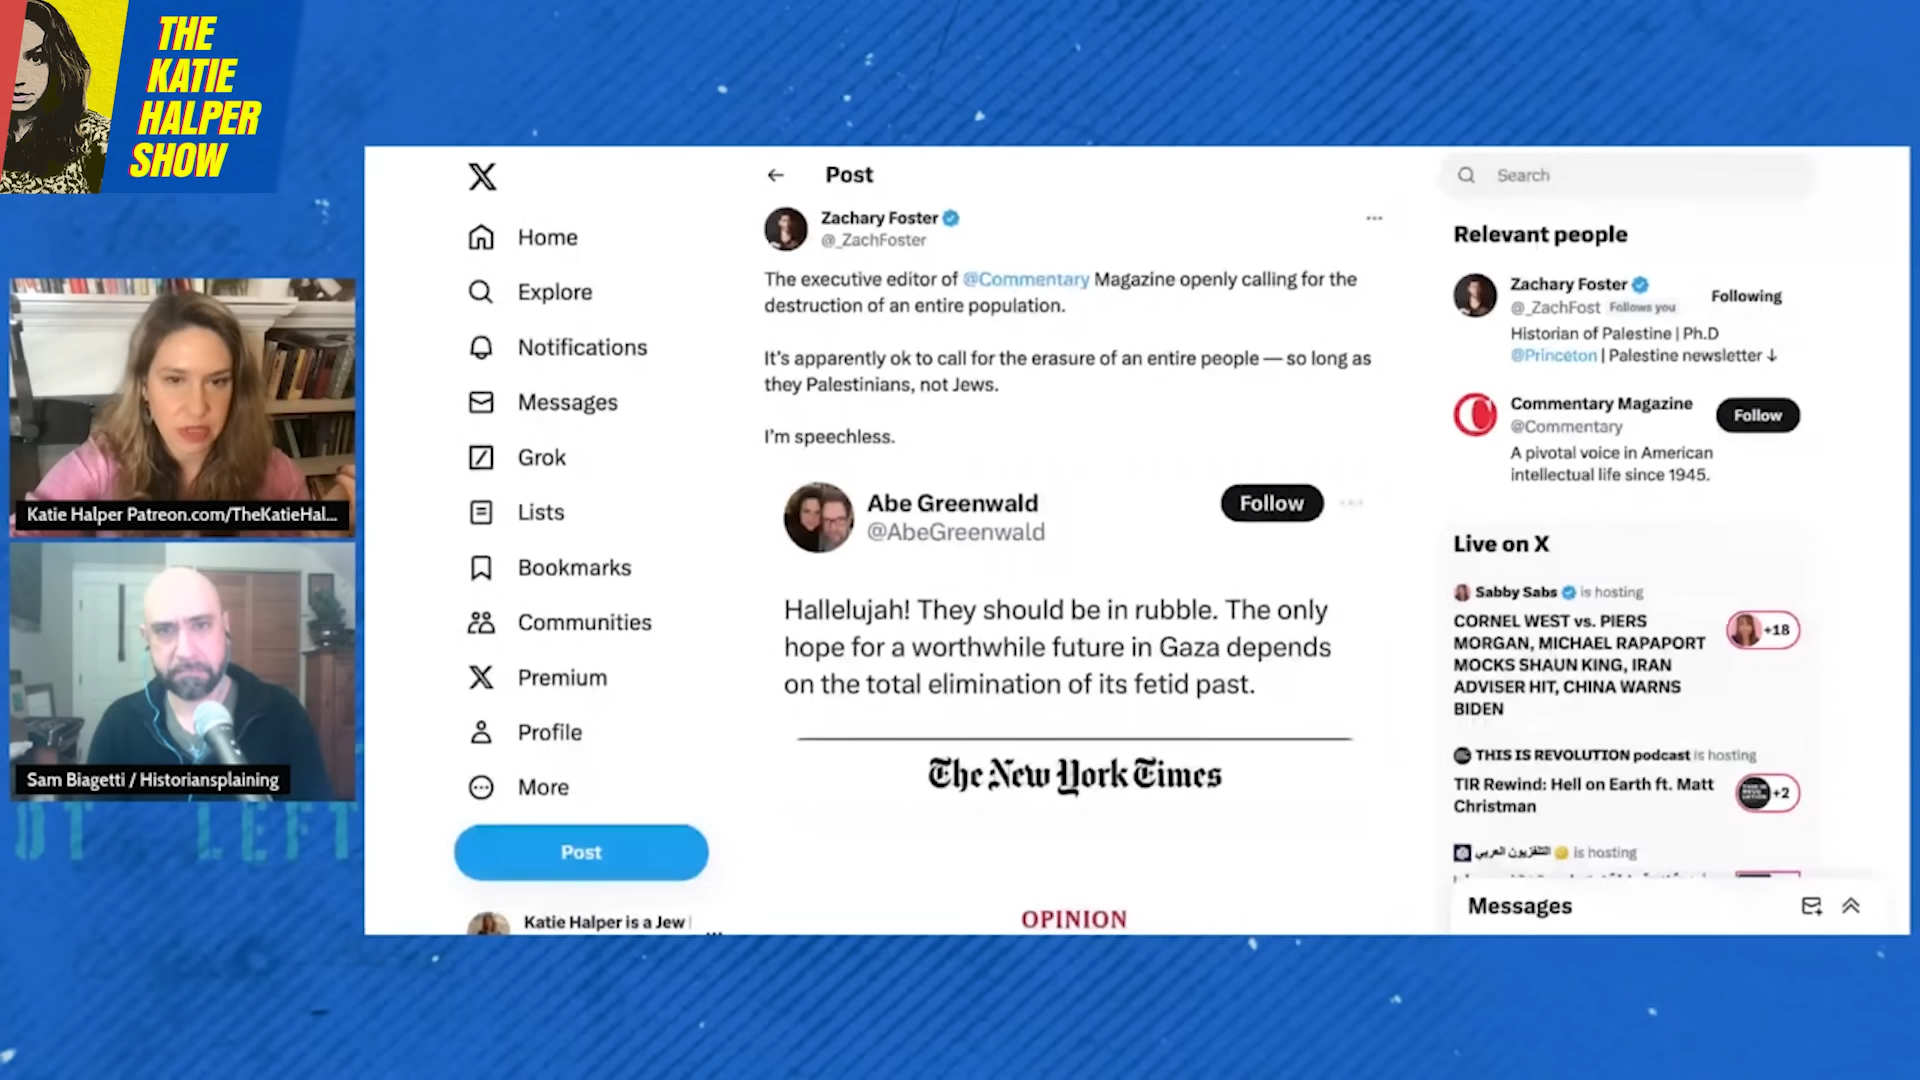 THE
KATIE
HALPER
SHOW
Katie Halper Patreon.com/TheKatieHal...
Sam Biagetti / Historiansplaining
LEFT
Home
Explore
Notifications
Messages
Grok
Lists
Bookmarks
Communities
Premium
Profile
More
Post
Katie Halper is a Jew
Post
Zachary Foster
@_ZachFoster
The executive editor of @Commentary Magazine openly calling for the
destruction of an entire population.
It's apparently ok to call for the erasure of an entire people — so long as
they Palestinians, not Jews.
I'm speechless.
Abe Greenwald
@AbeGreenwald
Follow
Hallelujah! They should be in rubble. The only
hope for a worthwhile future in Gaza depends
on the total elimination of its fetid past.
The New York Times
OPINION
Search
Relevant people
Zachary Foster
@_ZachFost Follows you
Following
Historian of Palestine | Ph.D
@Princeton | Palestine newsletter ↓
Commentary Magazine
@Commentary
Follow
A pivotal voice in American
intellectual life since 1945.
Live on X
Sabby Sabs is hosting
CORNEL WEST vs. PIERS
MORGAN, MICHAEL RAPAPORT
MOCKS SHAUN KING, IRAN
ADVISER HIT, CHINA WARNS
BIDEN
+18
THIS IS REVOLUTION podcast is hosting
TIR Rewind: Hell on Earth ft. Matt
Christman
+2
التلفزيون العربي is hosting
Messages